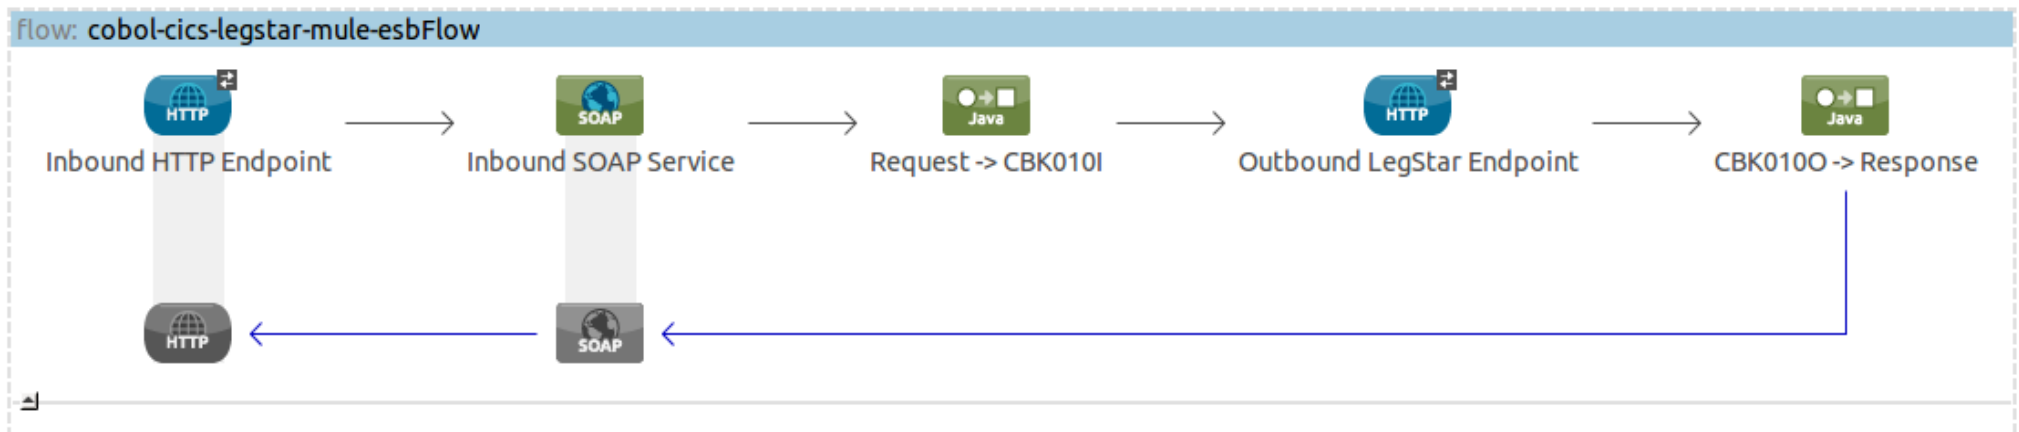 flow: cobol-cics-legstar-mule-esbFlow
HTTP
SOAP
Java
HTTP
Java
Inbound HTTP Endpoint
Inbound SOAP Service
Request -> CBK010I
Outbound LegStar Endpoint
CBK010O -> Response
HTTP
SOAP